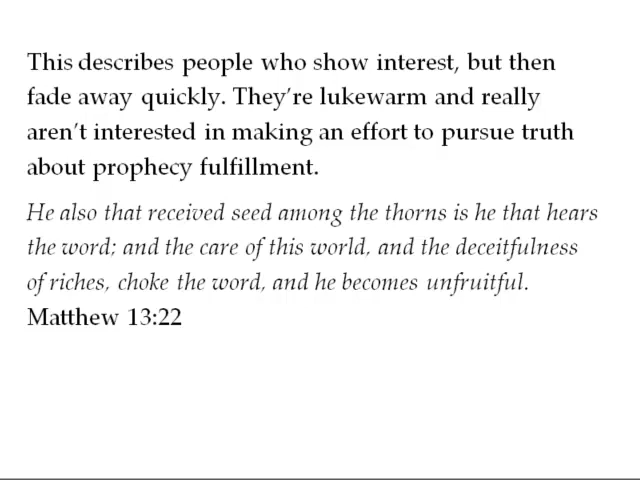 This describes people who show interest, but then
fade away quickly. They’re lukewarm and really
aren’t interested in making an effort to pursue truth
about prophecy fulfillment.
He also that received seed among the thorns is he that hears
the word; and the care of this world, and the deceitfulness
of riches, choke the word, and he becomes unfruitful.
Matthew 13:22